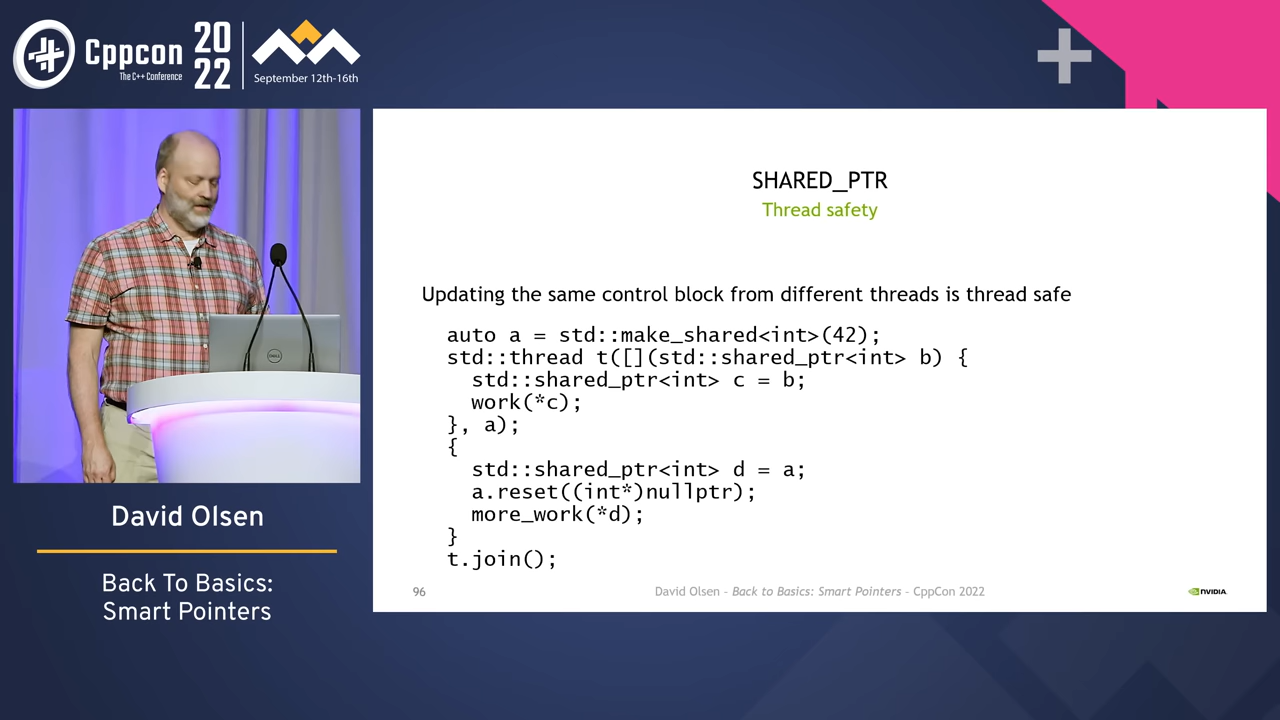 Cppcon
The C++ Conference
20
22
September 12th-16th
SHARED_PTR
Thread safety
Updating the same control block from different threads is thread safe
auto a = std::make_shared<int>(42);
std::thread t([](std::shared_ptr<int> b) {
  std::shared_ptr<int> c = b;
  work(*c);
}, a);
{
  std::shared_ptr<int> d = a;
  a.reset((int*)nullptr);
  more_work(*d);
}
t.join();
96
David Olsen - Back to Basics: Smart Pointers - CppCon 2022
NVIDIA.
DELL
David Olsen
Back To Basics:
Smart Pointers